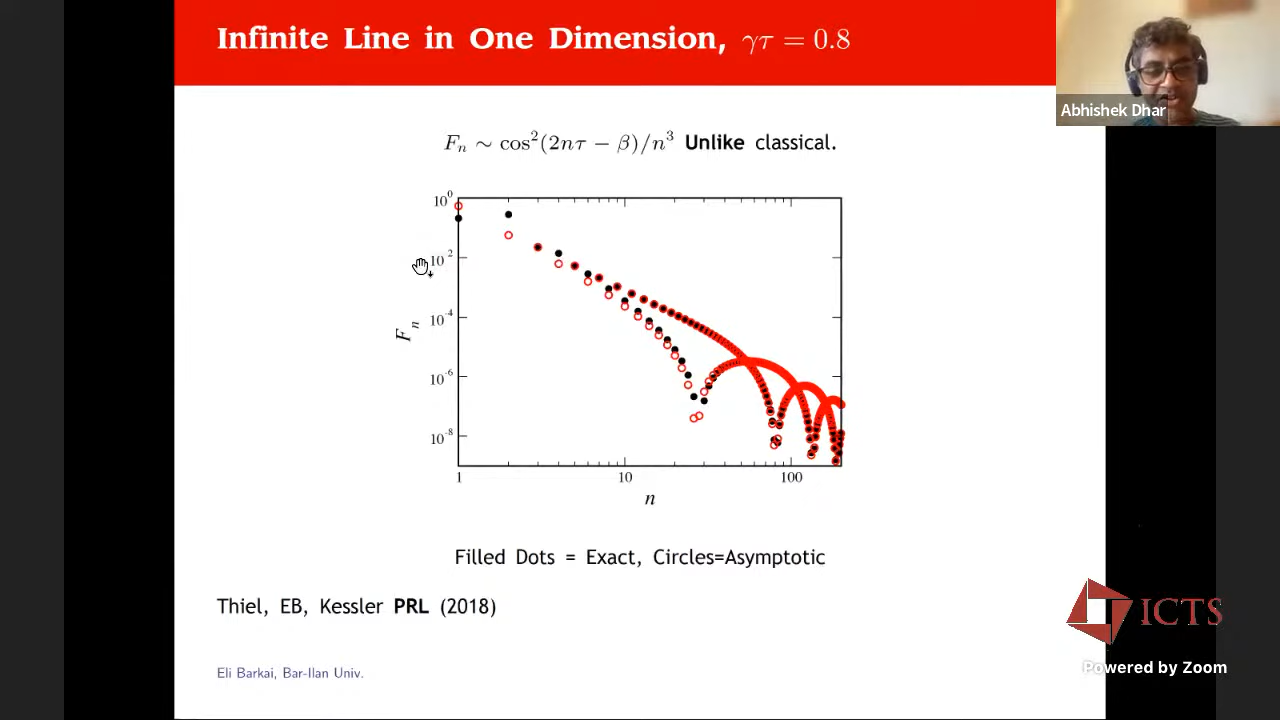 Infinite Line in One Dimension, γτ = 0.8
Abhishek Dhar
Fₙ ∼ cos²(2nτ − β)/n³ Unlike classical.
10⁰
10⁻²
10⁻⁴
10⁻⁶
10⁻⁸
Fₙ
1 10 100
n
Filled Dots = Exact, Circles=Asymptotic
Thiel, EB, Kessler PRL (2018)
ICTS
Powered by Zoom
Eli Barkai, Bar-Ilan Univ.